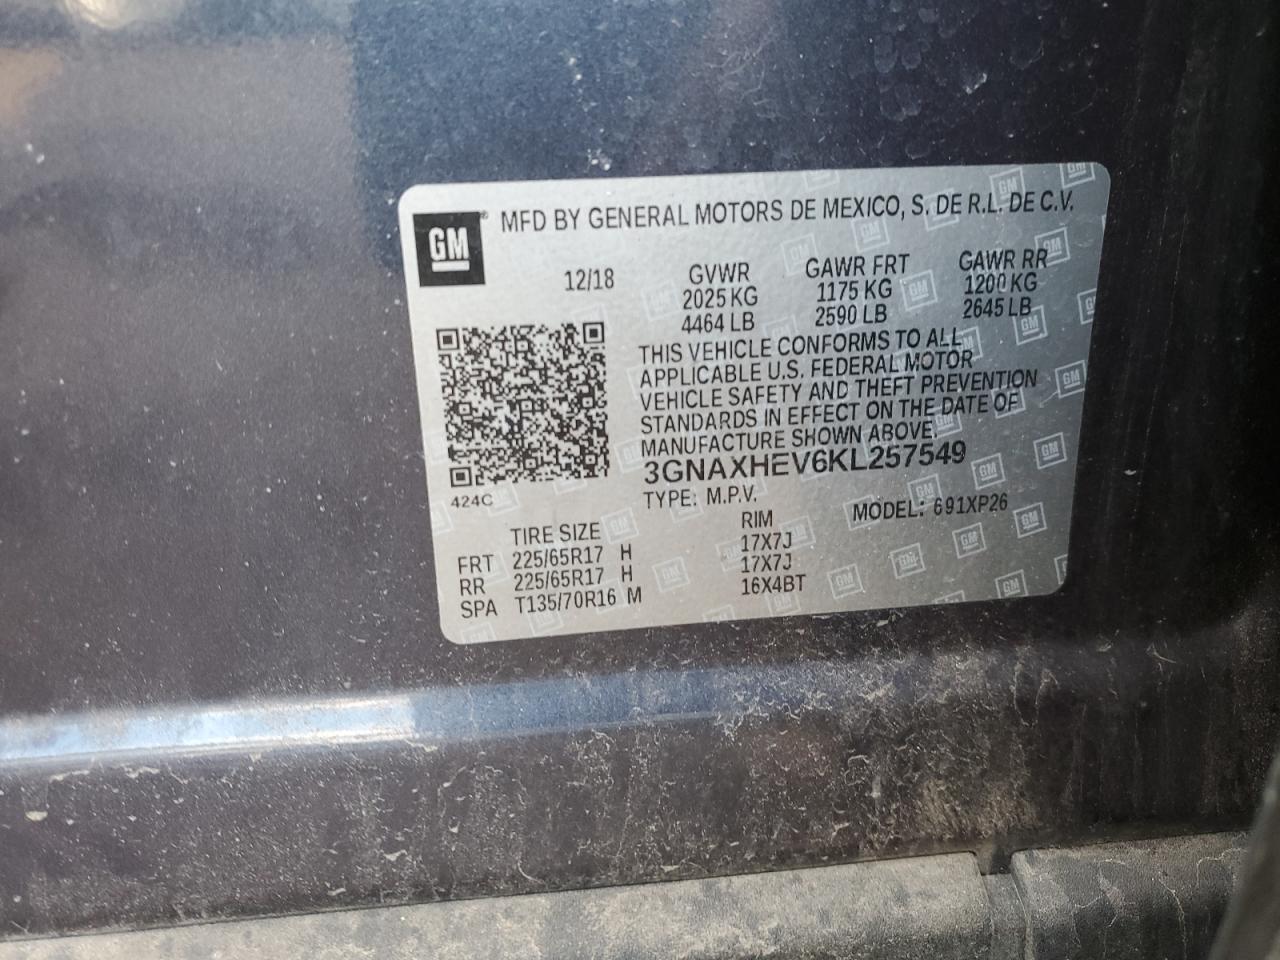 GM
MFD BY GENERAL MOTORS DE MEXICO, S. DE R.L. DE C.V.
12/18 GVWR GAWR FRT GAWR RR
2025 KG 1175 KG 1200 KG
4464 LB 2590 LB 2645 LB
THIS VEHICLE CONFORMS TO ALL
APPLICABLE U.S. FEDERAL MOTOR
VEHICLE SAFETY AND THEFT PREVENTION
STANDARDS IN EFFECT ON THE DATE OF
MANUFACTURE SHOWN ABOVE.
3GNAXHEV6KL257549
424C TYPE: M.P.V. MODEL: 691XP26
TIRE SIZE RIM
FRT 225/65R17 H 17X7J
RR 225/65R17 H 17X7J
SPA T135/70R16 M 16X4BT